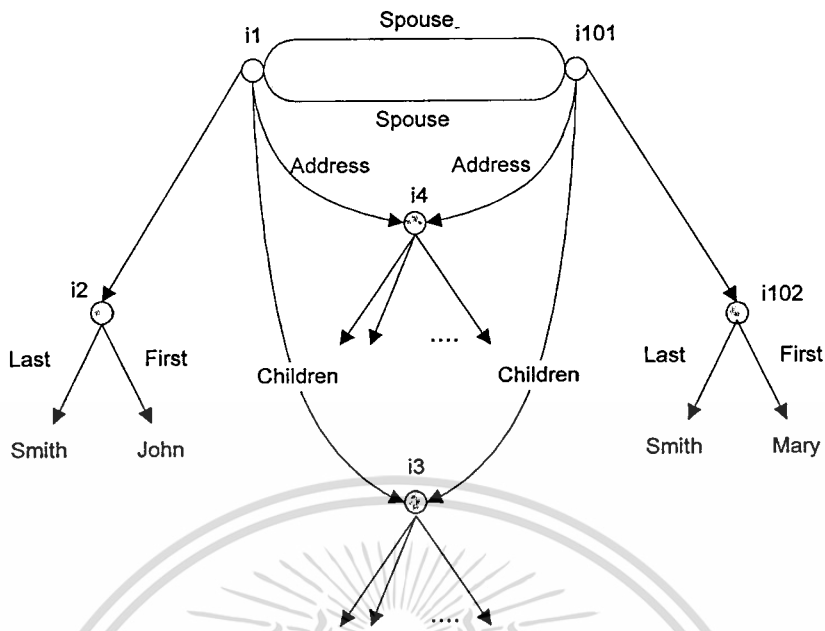 Spouse
i1
i101
Spouse
Address
Address
i4
i2
i102
Last
First
....
Last
First
Children
Children
Smith
John
Smith
Mary
i3
....